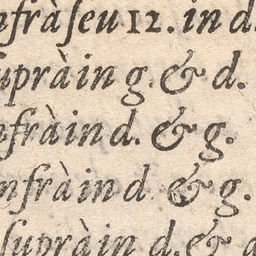 nfrà ſeu 12. in d.
ſuprà in g. & d.
nfrà in d. & g.
nfrà in d & g.
ſuprà in d. &